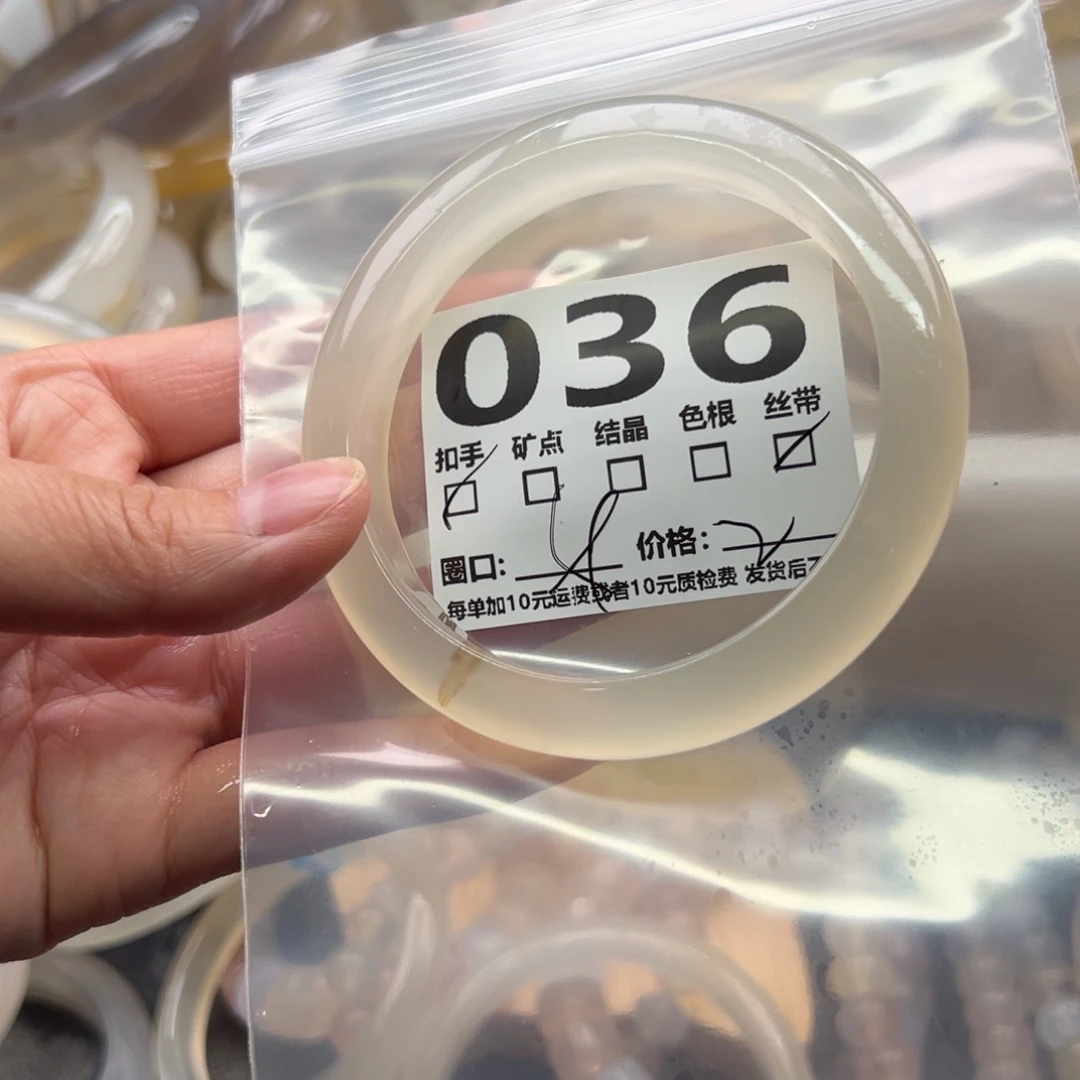 036
扣手 矿点 结晶 色根 丝带
圈口: 价格:
每单加10元运费或者10元质检费 发货后不